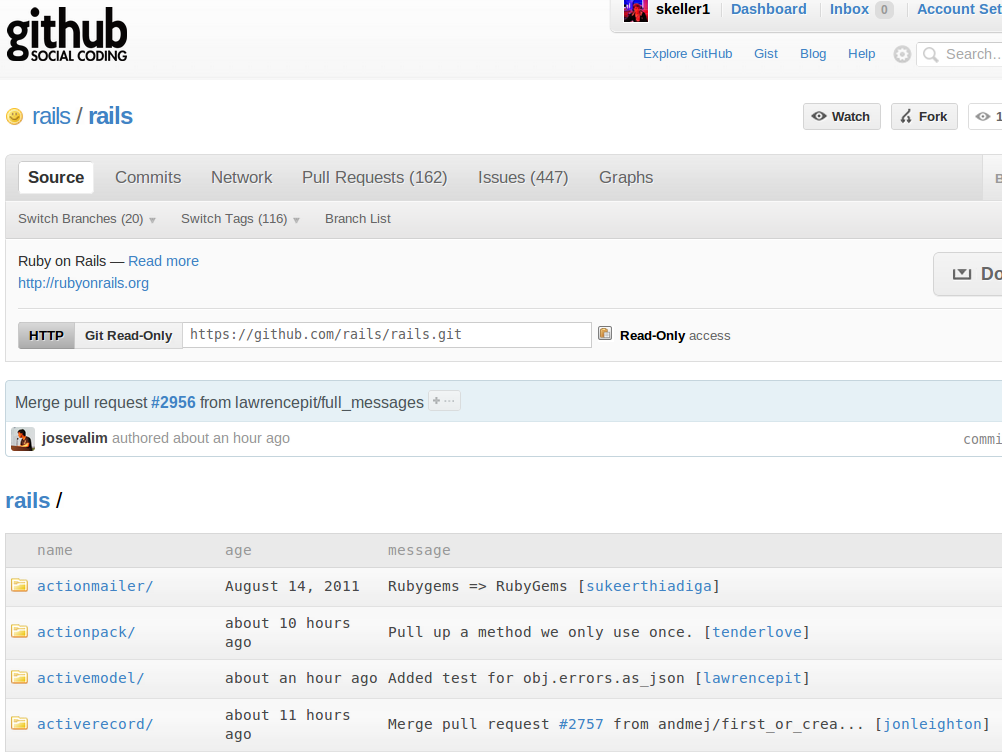 github
SOCIAL CODING
skeller1 Dashboard Inbox 0 Account Set
Explore GitHub Gist Blog Help Search...
rails / rails
Watch Fork 1
Source Commits Network Pull Requests (162) Issues (447) Graphs
Switch Branches (20) Switch Tags (116) Branch List
Ruby on Rails — Read more
http://rubyonrails.org
Do
HTTP Git Read-Only https://github.com/rails/rails.git Read-Only access
Merge pull request #2956 from lawrencepit/full_messages
josevalim authored about an hour ago
commi
rails /
name age message
actionmailer/ August 14, 2011 Rubygems => RubyGems [sukeerthiadiga]
actionpack/ about 10 hours ago Pull up a method we only use once. [tenderlove]
activemodel/ about an hour ago Added test for obj.errors.as_json [lawrencepit]
activerecord/ about 11 hours ago Merge pull request #2757 from andmej/first_or_crea... [jonleighton]